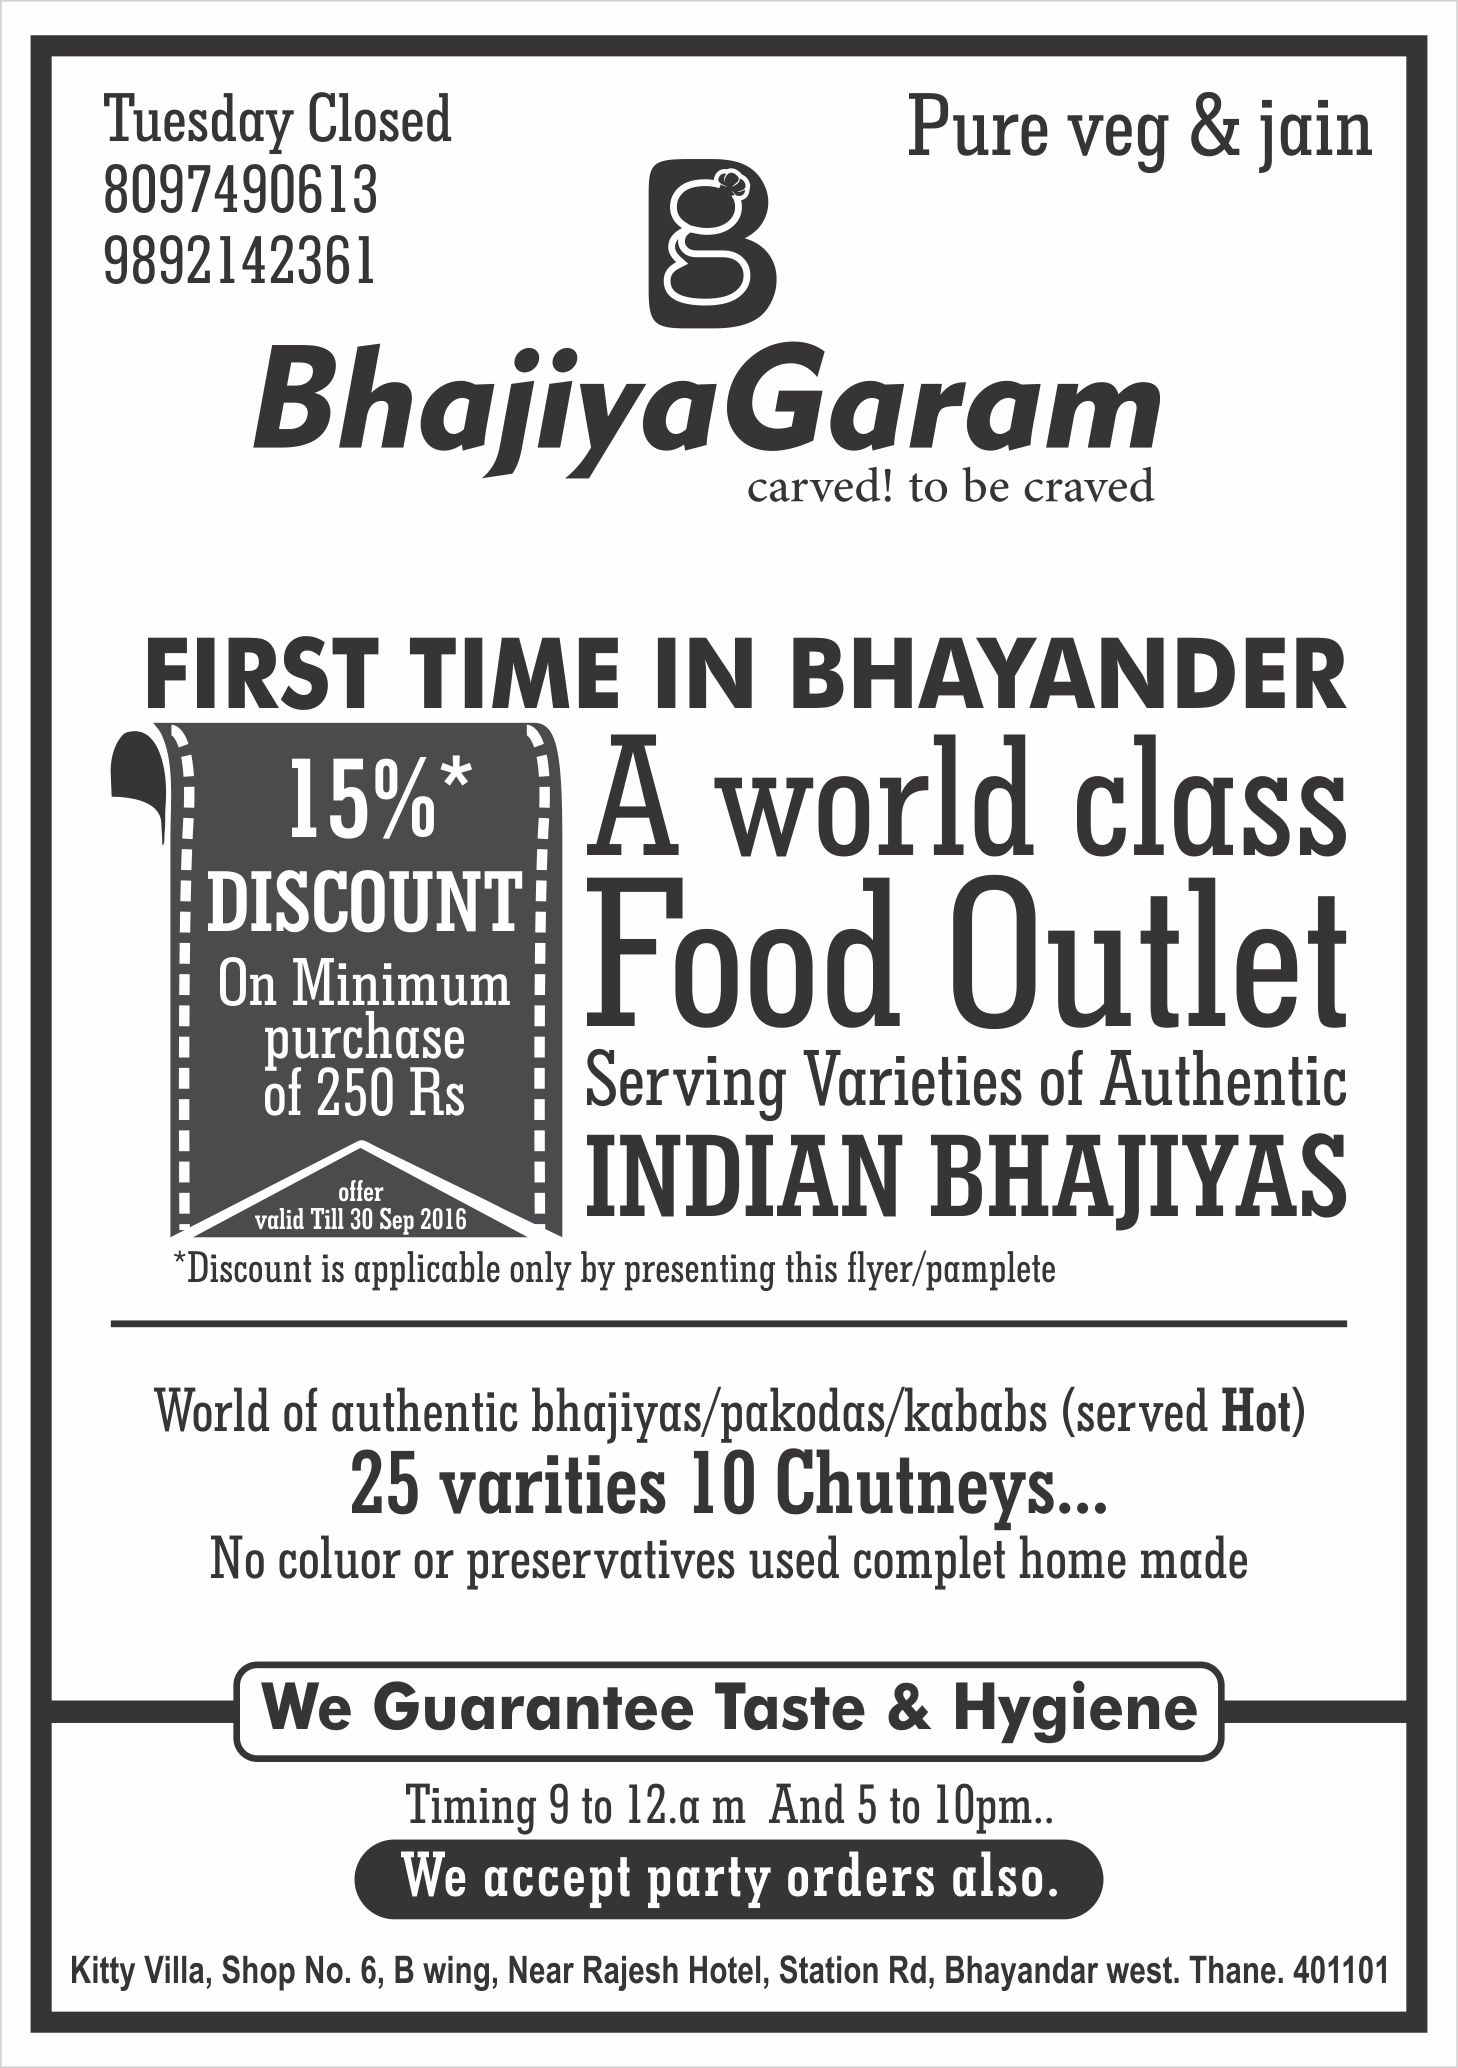 Tuesday Closed
8097490613
9892142361
Pure veg & jain
BhajiyaGaram
carved! to be craved
FIRST TIME IN BHAYANDER
15%*
DISCOUNT
On Minimum
purchase
of 250 Rs
offer
valid Till 30 Sep 2016
A world class
Food Outlet
Serving Varieties of Authentic
INDIAN BHAJIYAS
*Discount is applicable only by presenting this flyer/pamplete
World of authentic bhajiyas/pakodas/kababs (served Hot)
25 varities 10 Chutneys...
No coluor or preservatives used complet home made
We Guarantee Taste & Hygiene
Timing 9 to 12.a m And 5 to 10pm..
We accept party orders also.
Kitty Villa, Shop No. 6, B wing, Near Rajesh Hotel, Station Rd, Bhayandar west. Thane. 401101